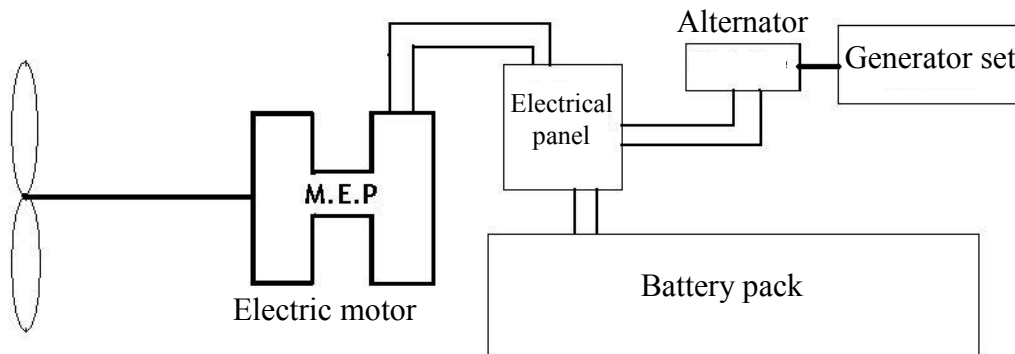 Alternator
Generator set
Electrical
panel
M.E.P
Electric motor
Battery pack